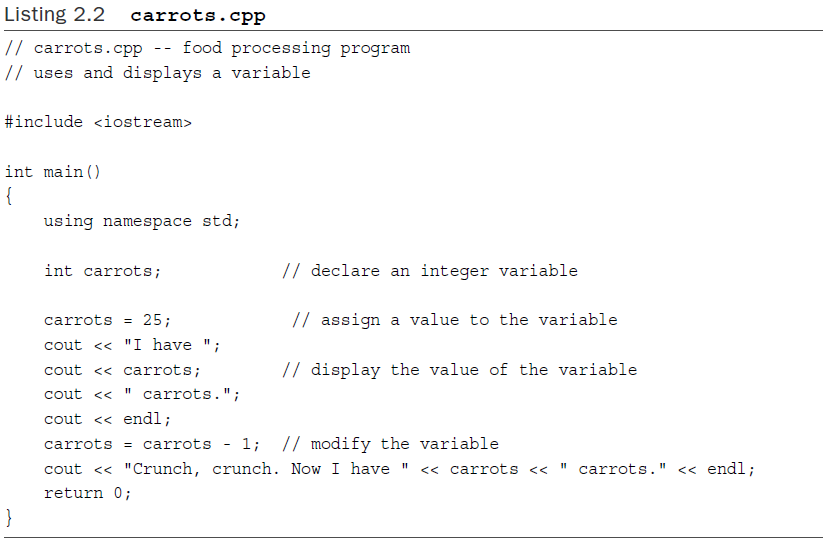 Listing 2.2 carrots.cpp
// carrots.cpp -- food processing program
// uses and displays a variable

#include <iostream>

int main()
{
    using namespace std;

    int carrots;            // declare an integer variable

    carrots = 25;            // assign a value to the variable
    cout << "I have ";
    cout << carrots;        // display the value of the variable
    cout << " carrots.";
    cout << endl;
    carrots = carrots - 1;  // modify the variable
    cout << "Crunch, crunch. Now I have " << carrots << " carrots." << endl;
    return 0;
}